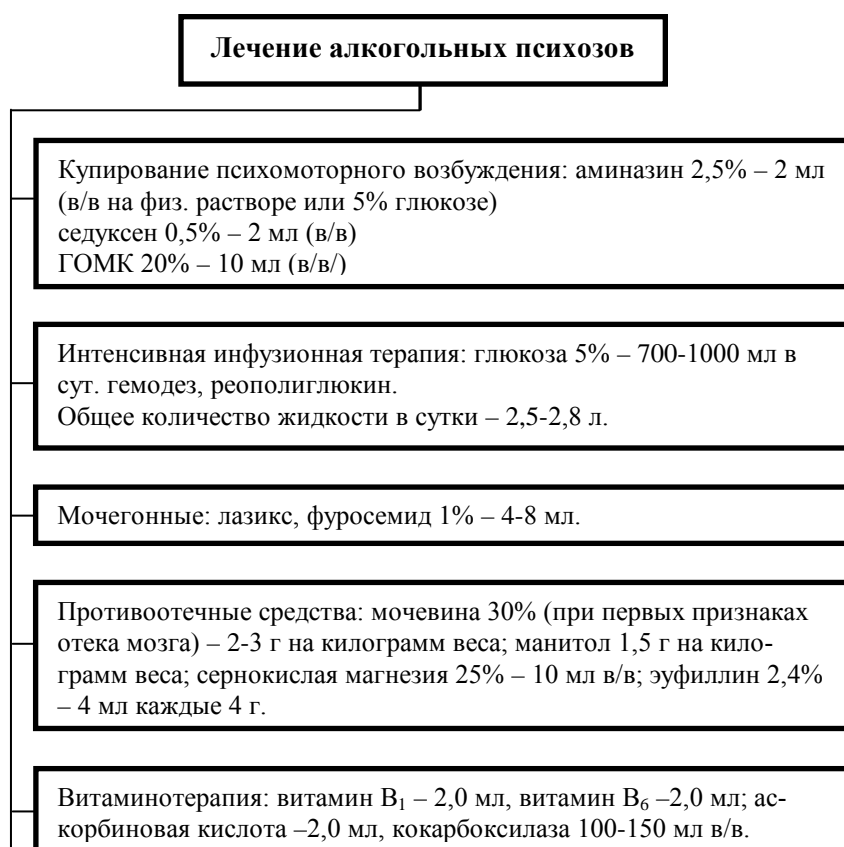 Лечение алкогольных психозов
Купирование психомоторного возбуждения: аминазин 2,5% – 2 мл
(в/в на физ. растворе или 5% глюкозе)
седуксен 0,5% – 2 мл (в/в)
ГОМК 20% – 10 мл (в/в/)
Интенсивная инфузионная терапия: глюкоза 5% – 700-1000 мл в
сут. гемодез, реополиглюкин.
Общее количество жидкости в сутки – 2,5-2,8 л.
Мочегонные: лазикс, фуросемид 1% – 4-8 мл.
Противоотечные средства: мочевина 30% (при первых признаках
отека мозга) – 2-3 г на килограмм веса; манитол 1,5 г на кило-
грамм веса; сернокислая магнезия 25% – 10 мл в/в; эуфиллин 2,4%
– 4 мл каждые 4 г.
Витаминотерапия: витамин В₁ – 2,0 мл, витамин В₆ –2,0 мл; ас-
корбиновая кислота –2,0 мл, кокарбоксилаза 100-150 мл в/в.